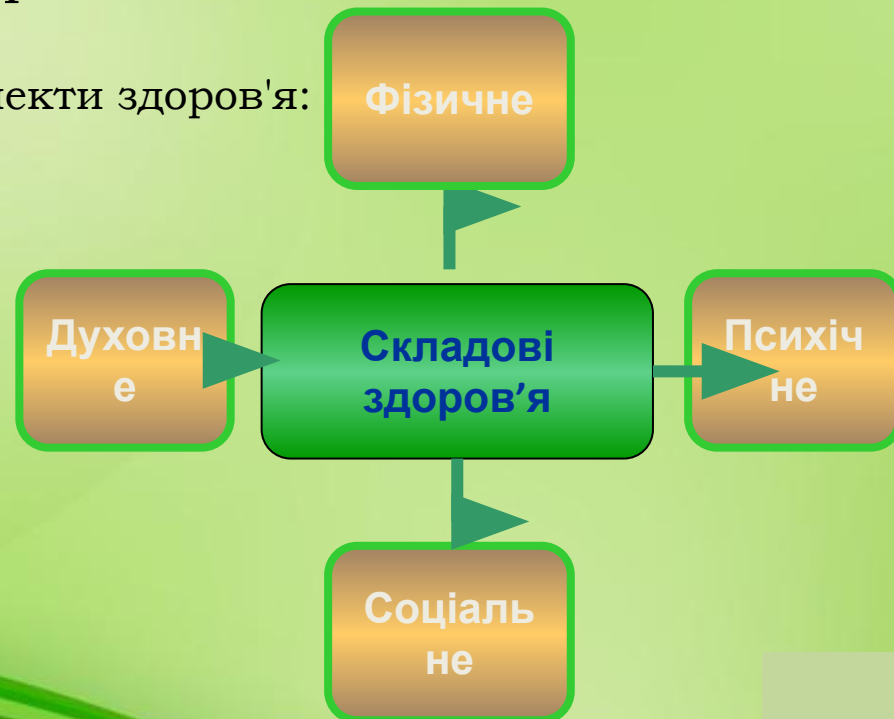 екти здоров'я:
Фізичне
Духовн
е
Складові
здоров’я
Психіч
не
Соціаль
не